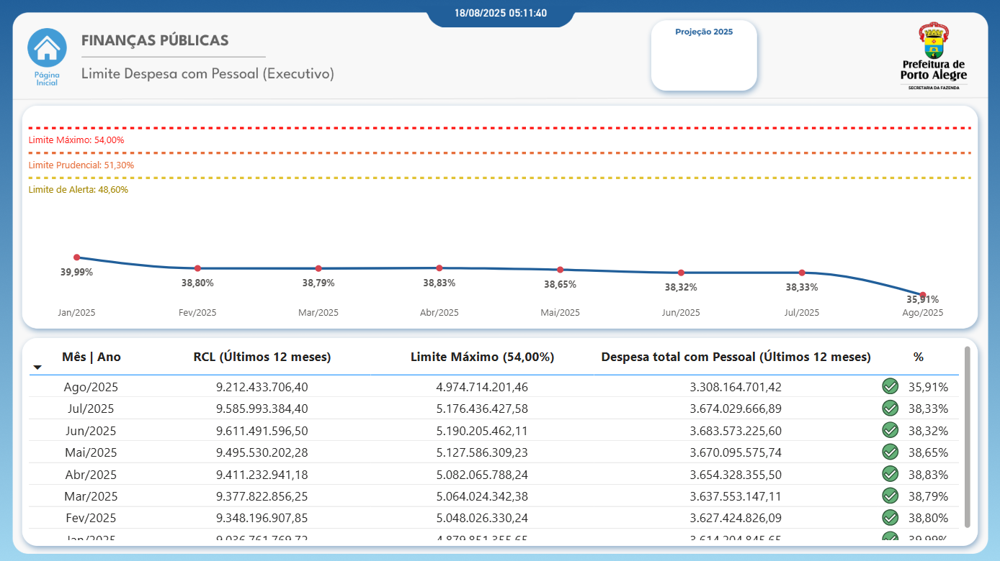 18/08/2025 05:11:40
Página
Inicial
FINANÇAS PÚBLICAS
Limite Despesa com Pessoal (Executivo)
Projeção 2025
Prefeitura de
Porto Alegre
SECRETARIA DA FAZENDA
Limite Máximo: 54,00%
Limite Prudencial: 51,30%
Limite de Alerta: 48,60%
39,99% 38,80% 38,79% 38,83% 38,65% 38,32% 38,33% 35,91%
Jan/2025 Fev/2025 Mar/2025 Abr/2025 Mai/2025 Jun/2025 Jul/2025 Ago/2025
Mês | Ano RCL (Últimos 12 meses) Limite Máximo (54,00%) Despesa total com Pessoal (Últimos 12 meses) %
Ago/2025 9.212.433.706,40 4.974.714.201,46 3.308.164.701,42 35,91%
Jul/2025 9.585.993.384,40 5.176.436.427,58 3.674.029.666,89 38,33%
Jun/2025 9.611.491.596,50 5.190.205.462,11 3.683.573.225,60 38,32%
Mai/2025 9.495.530.202,28 5.127.586.309,23 3.670.095.575,74 38,65%
Abr/2025 9.411.232.941,18 5.082.065.788,24 3.654.328.355,50 38,83%
Mar/2025 9.377.822.856,25 5.064.024.342,38 3.637.553.147,11 38,79%
Fev/2025 9.348.196.907,85 5.048.026.330,24 3.627.424.826,09 38,80%
Jan/2025 9.036.761.769,72 4.879.851.355,65 3.614.204.845,65 39,99%